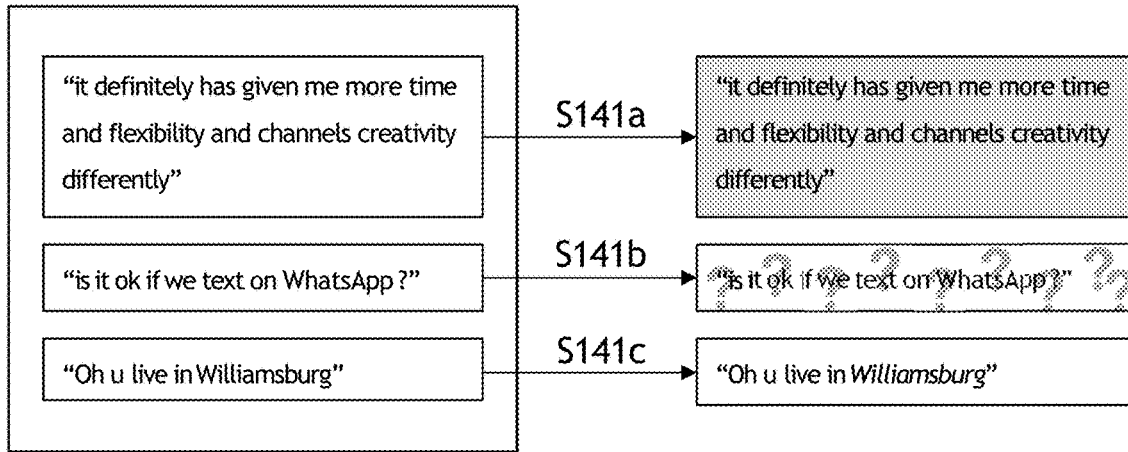 “it definitely has given me more time
and flexibility and channels creativity
differently”
S141a
“it definitely has given me more time
and flexibility and channels creativity
differently”
“is it ok if we text on WhatsApp ?”
S141b
“is it ok if we text on WhatsApp ?”
? ? ? ? ? ? ? ? ?
“Oh u live in Williamsburg”
S141c
“Oh u live in Williamsburg”